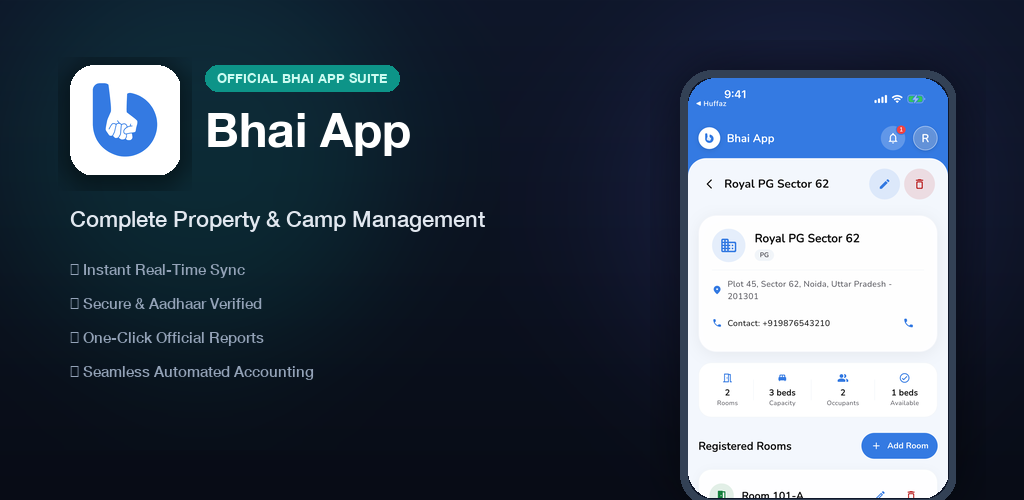 OFFICIAL BHAI APP SUITE
Bhai App
Complete Property & Camp Management
Instant Real-Time Sync
Secure & Aadhaar Verified
One-Click Official Reports
Seamless Automated Accounting
9:41
◀ Huffaz
b
Bhai App
1
R
Royal PG Sector 62
Royal PG Sector 62
PG
Plot 45, Sector 62, Noida, Uttar Pradesh -
201301
Contact: +919876543210
2
Rooms
3 beds
Capacity
2
Occupants
1 beds
Available
Registered Rooms
+ Add Room
Room 101-A